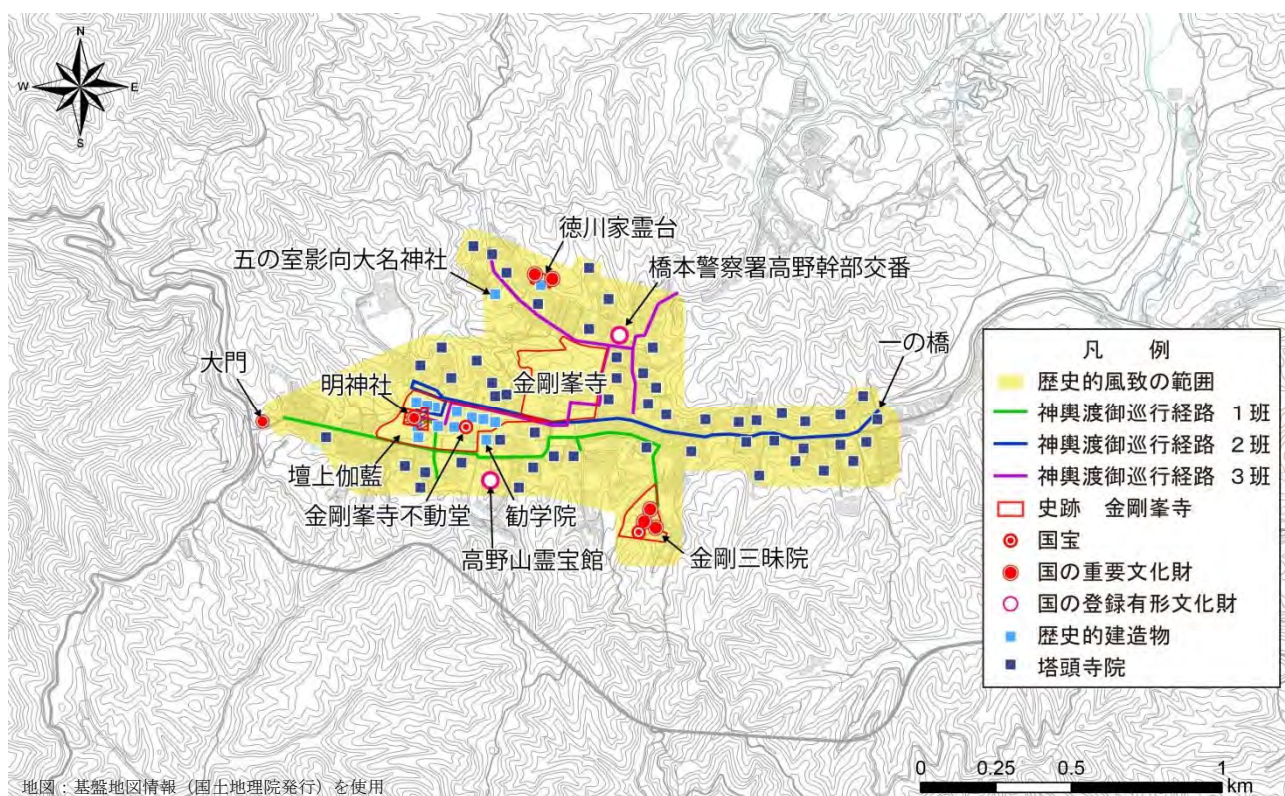 N
W
E
S
徳川家霊台
五の室影向大名神社
橋本警察署高野幹部交番
一の橋
大門
明神社
金剛峯寺
壇上伽藍
金剛峯寺不動堂
勧学院
高野山霊宝館
金剛三昧院
凡 例
歴史的風致の範囲
神輿渡御巡行経路 1班
神輿渡御巡行経路 2班
神輿渡御巡行経路 3班
史跡 金剛峯寺
国宝
国の重要文化財
国の登録有形文化財
歴史的建造物
塔頭寺院
0 0.25 0.5 1
km
地図：基盤地図情報（国土地理院発行）を使用